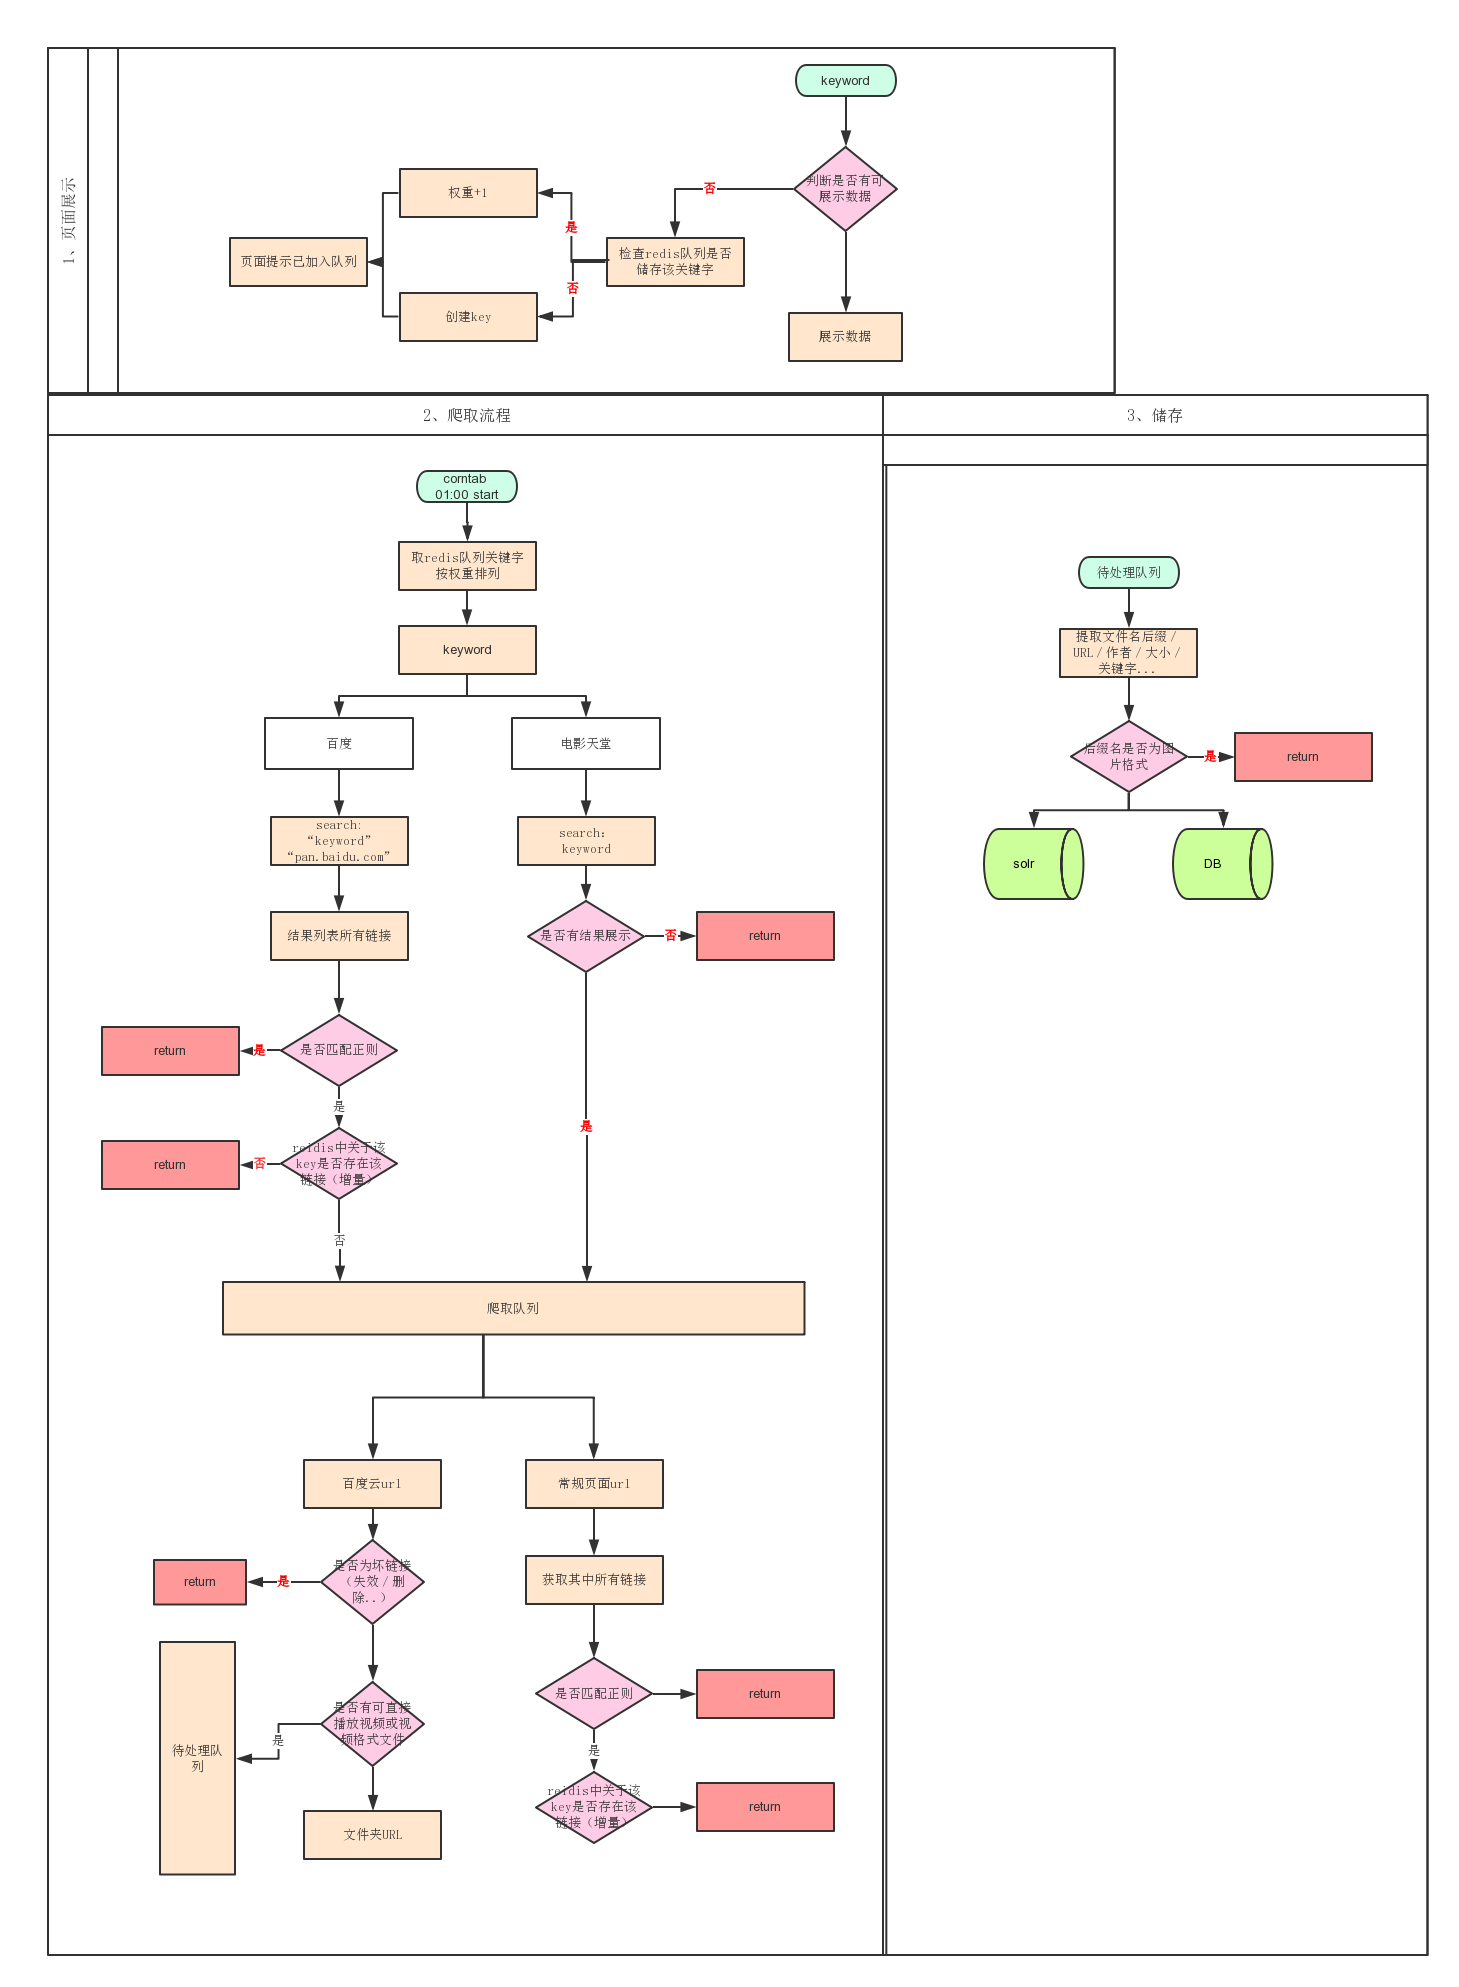 1、页面展示
keyword
判断是否有可
展示数据
否
权重+1
是
检查redis队列是否
储存该关键字
页面提示已加入队列
否
创建key
展示数据
2、爬取流程
corntab
01:00 start
取redis队列关键字
按权重排列
keyword
百度
电影天堂
search:
“keyword”
“pan.baidu.com”
search:
keyword
结果列表所有链接
是否有结果展示
否
return
return
是
是否匹配正则
是
return
否
reidis中关于该
key是否存在该
链接（增量）
是
否
爬取队列
百度云url
常规页面url
return
是
是否为坏链接
（失效/删
除..）
获取其中所有链接
是否有可直接
播放视频或视
频格式文件
是
待处理队
列
文件夹URL
是否匹配正则
return
是
reidis中关于该
key是否存在该
链接（增量）
return
3、储存
待处理队列
提取文件名后缀/
URL/作者/大小/
关键字...
后缀名是否为图
片格式
是
return
solr
DB